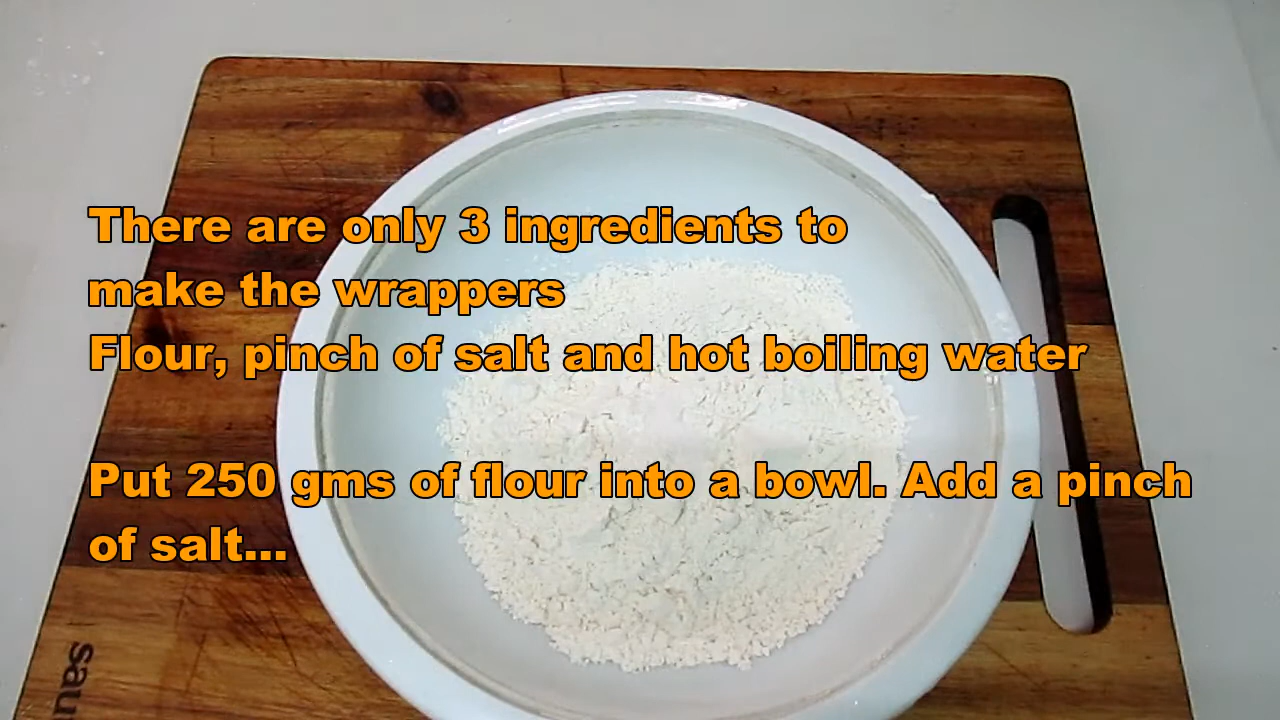 There are only 3 ingredients to
make the wrappers
Flour, pinch of salt and hot boiling water
Put 250 gms of flour into a bowl. Add a pinch
of salt...
sau